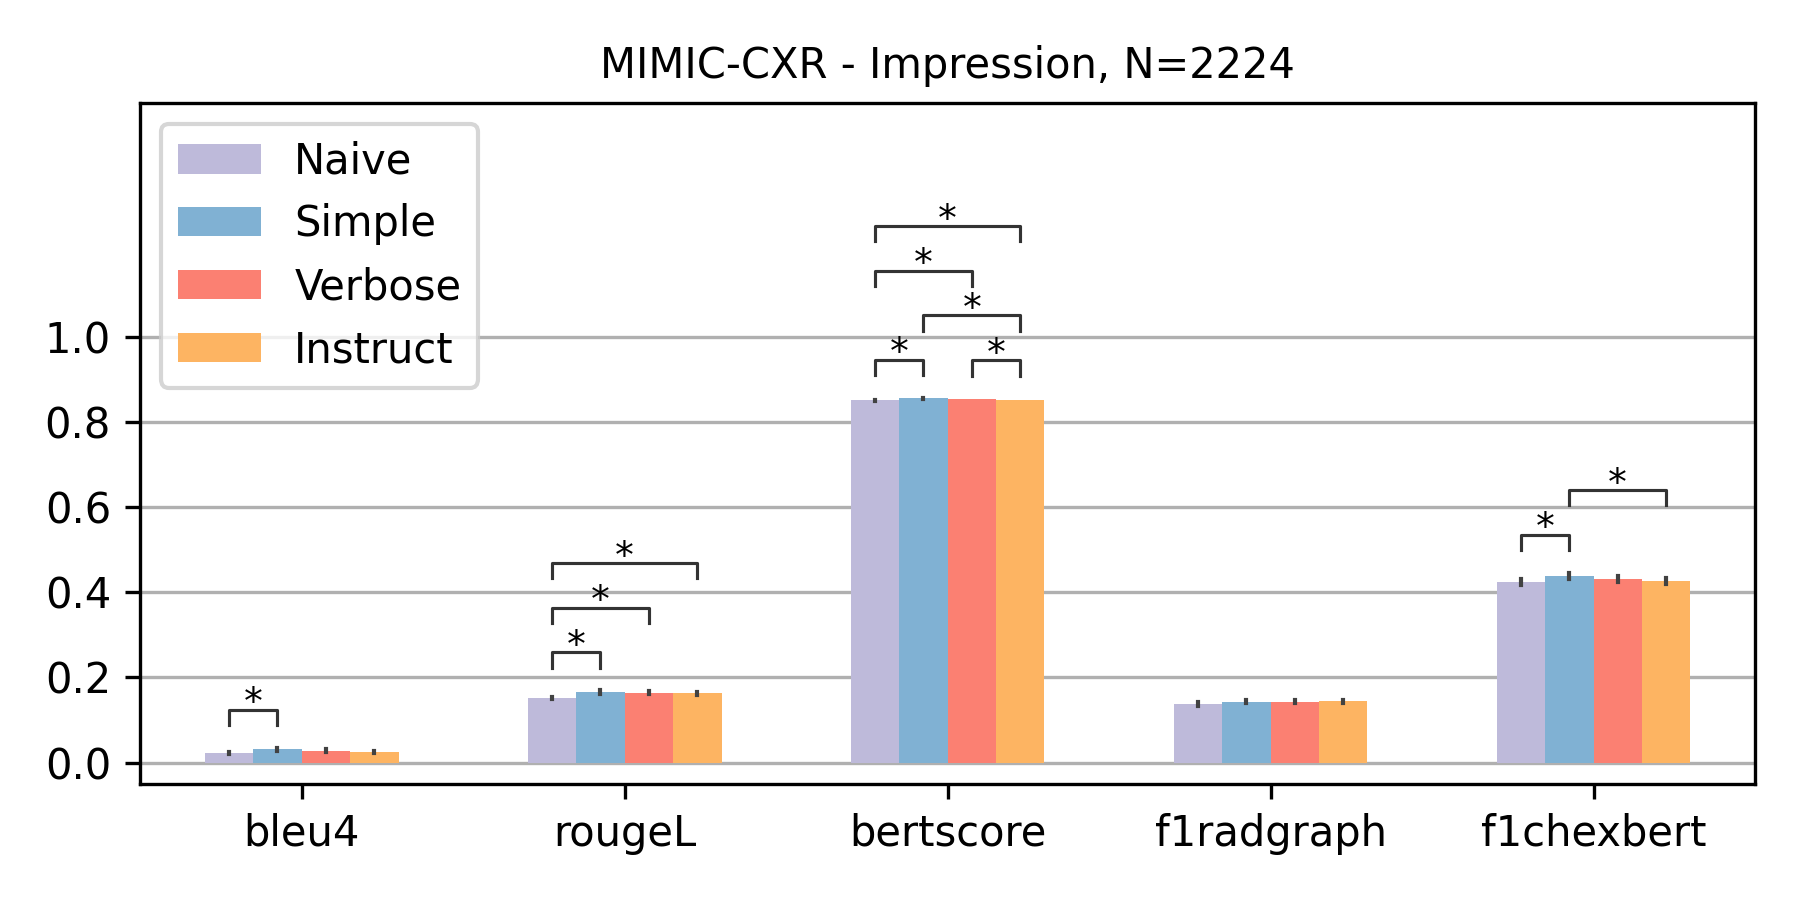 MIMIC-CXR - Impression, N=2224
Naive
Simple
Verbose
Instruct
*
*
*
*
*
*
*
*
*
*
*
1.0
0.8
0.6
0.4
0.2
0.0
bleu4 rougeL bertscore f1radgraph f1chexbert